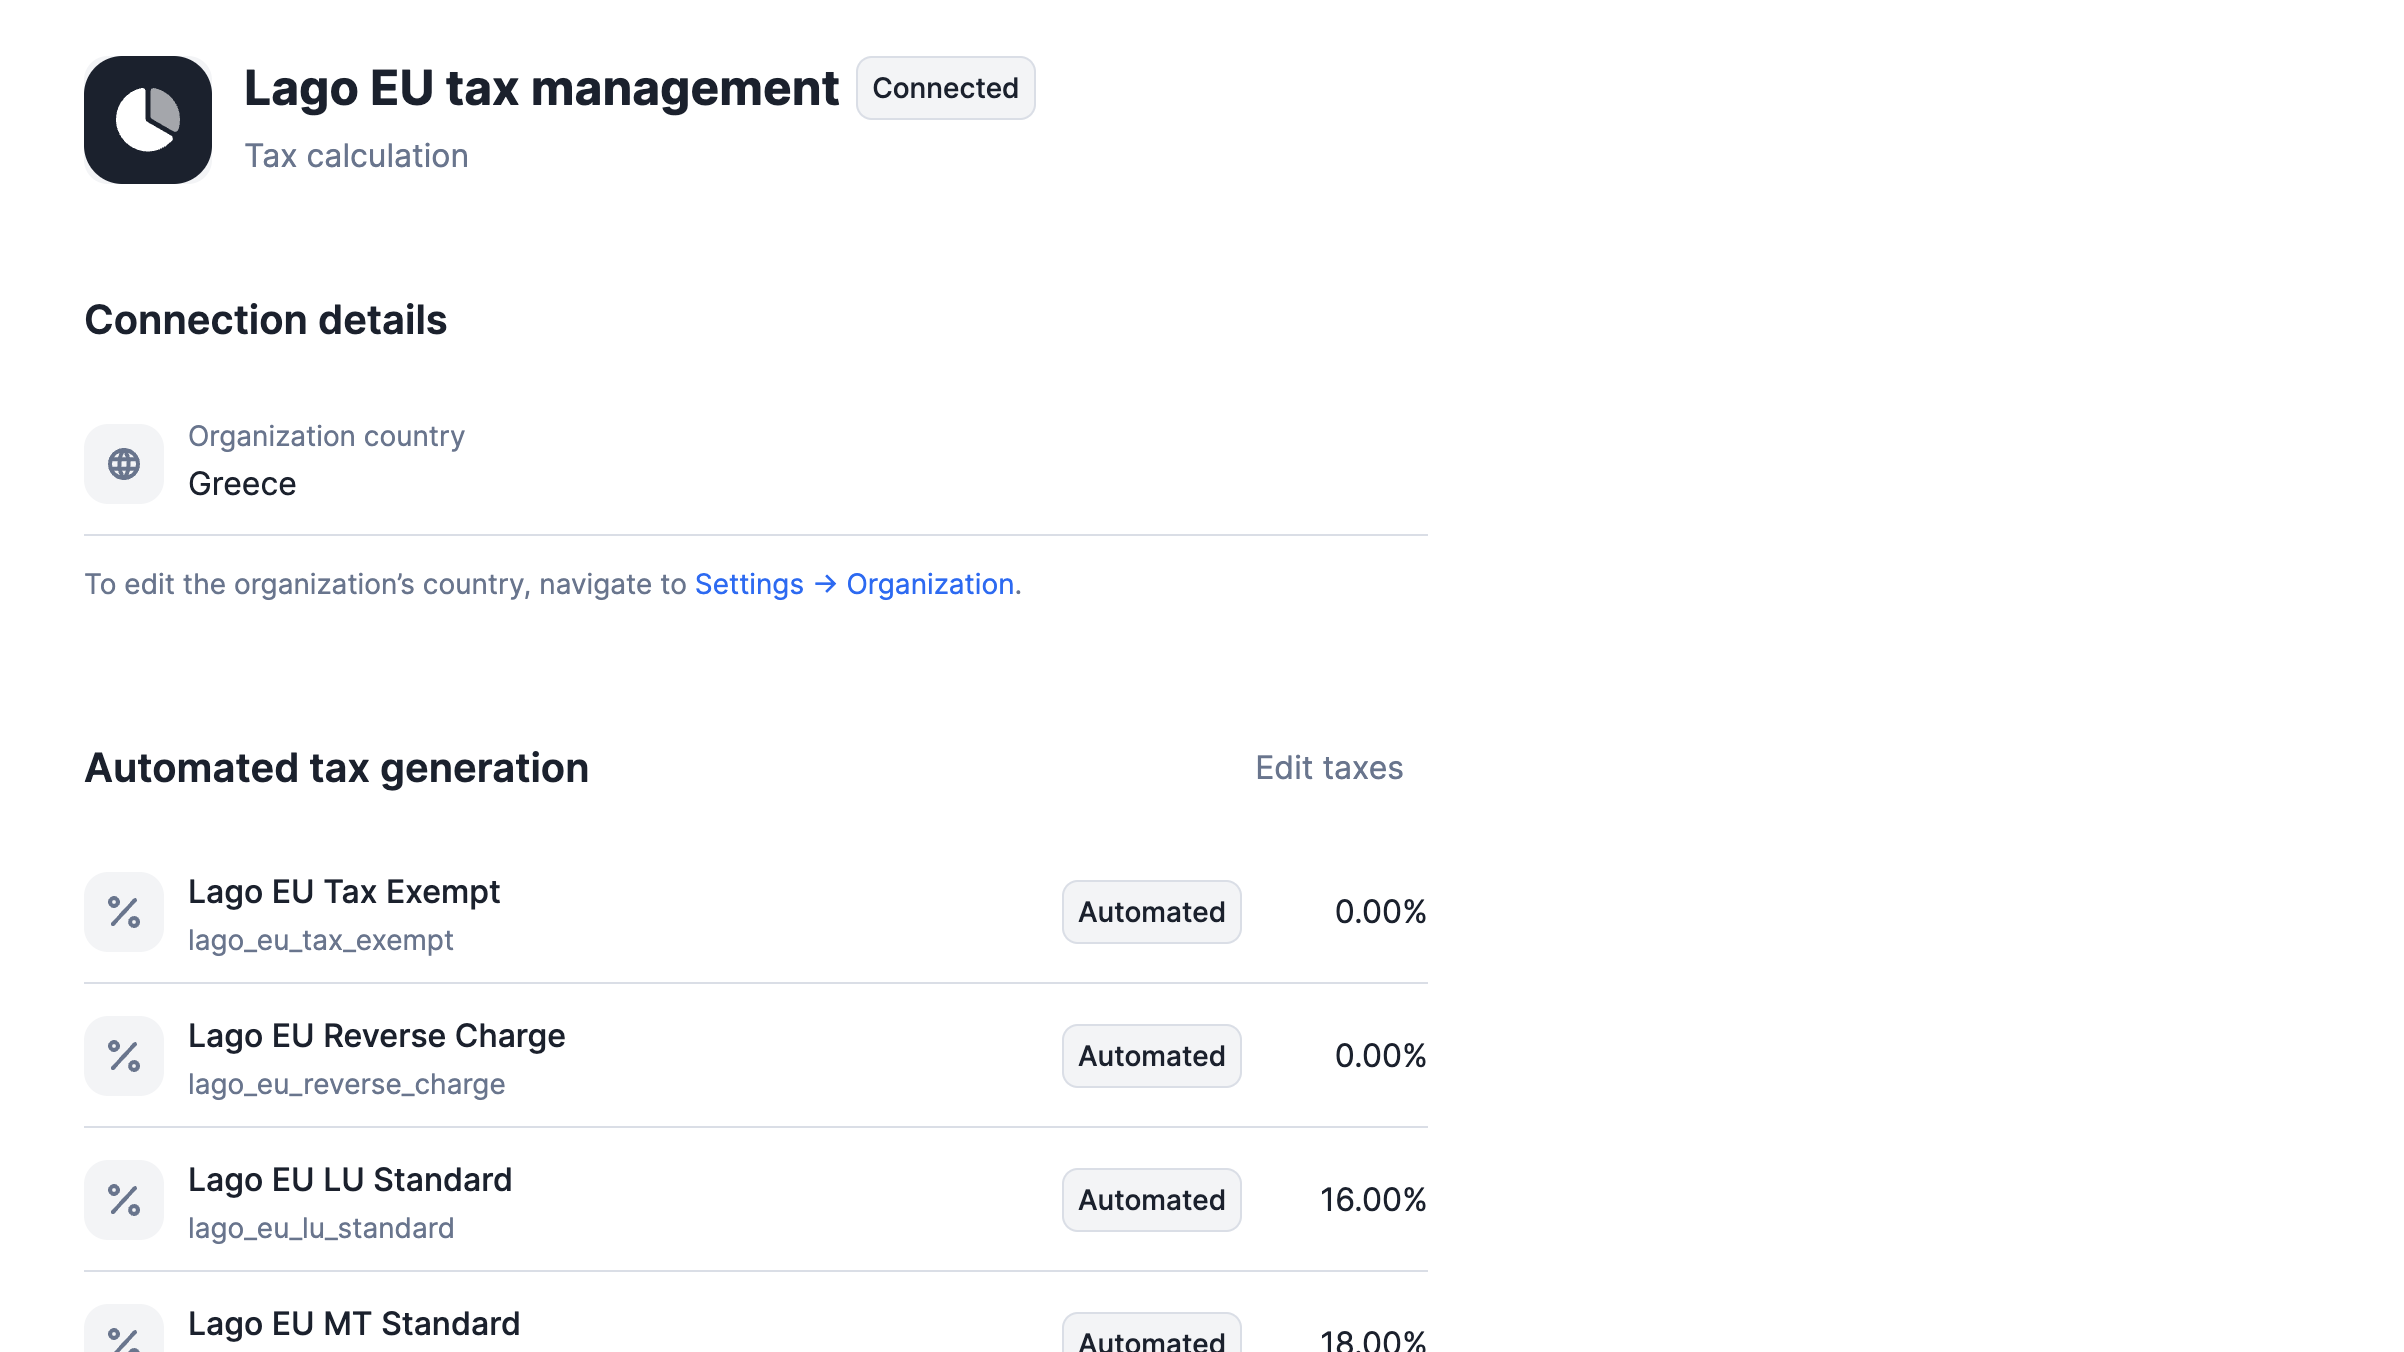 Lago EU tax management Connected
Tax calculation
Connection details
Organization country
Greece
To edit the organization’s country, navigate to Settings → Organization.
Automated tax generation Edit taxes
Lago EU Tax Exempt
lago_eu_tax_exempt
Automated 0.00%
Lago EU Reverse Charge
lago_eu_reverse_charge
Automated 0.00%
Lago EU LU Standard
lago_eu_lu_standard
Automated 16.00%
Lago EU MT Standard
Automated 18.00%